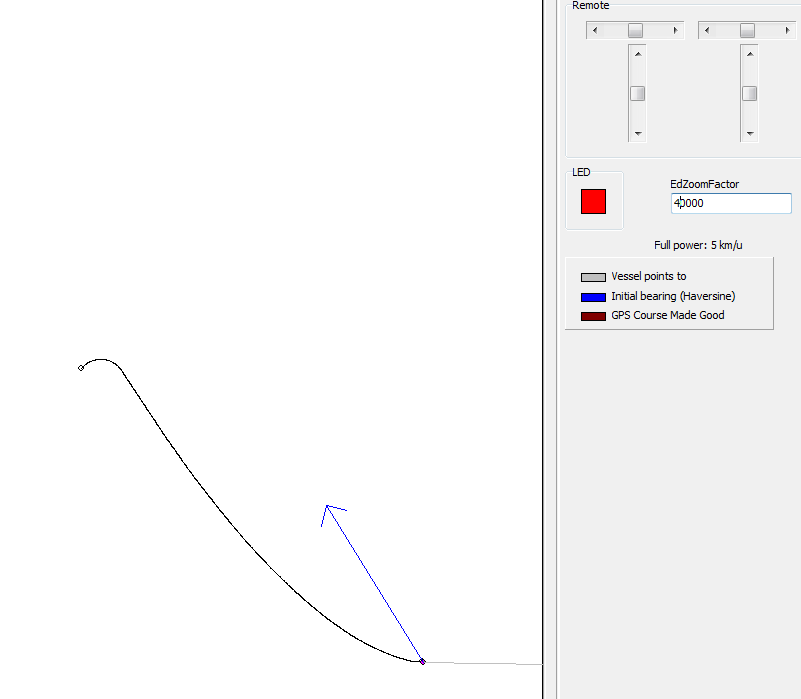 Remote
LED
EdZoomFactor
40000
Full power: 5 km/u
Vessel points to
Initial bearing (Haversine)
GPS Course Made Good